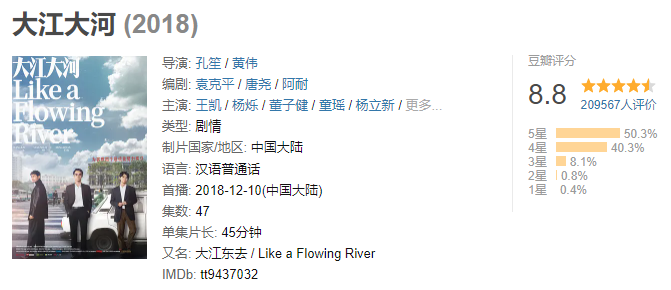 大江大河 (2018)
大江大河
Like a
Flowing
River
导演: 孔笙 / 黄伟
编剧: 袁克平 / 唐尧 / 阿耐
主演: 王凯 / 杨烁 / 董子健 / 童瑶 / 杨立新 / 更多...
类型: 剧情
制片国家/地区: 中国大陆
语言: 汉语普通话
首播: 2018-12-10(中国大陆)
集数: 47
单集片长: 45分钟
又名: 大江东去 / Like a Flowing River
IMDb: tt9437032
豆瓣评分
8.8
209567人评价
5星 50.3%
4星 40.3%
3星 8.1%
2星 0.8%
1星 0.4%